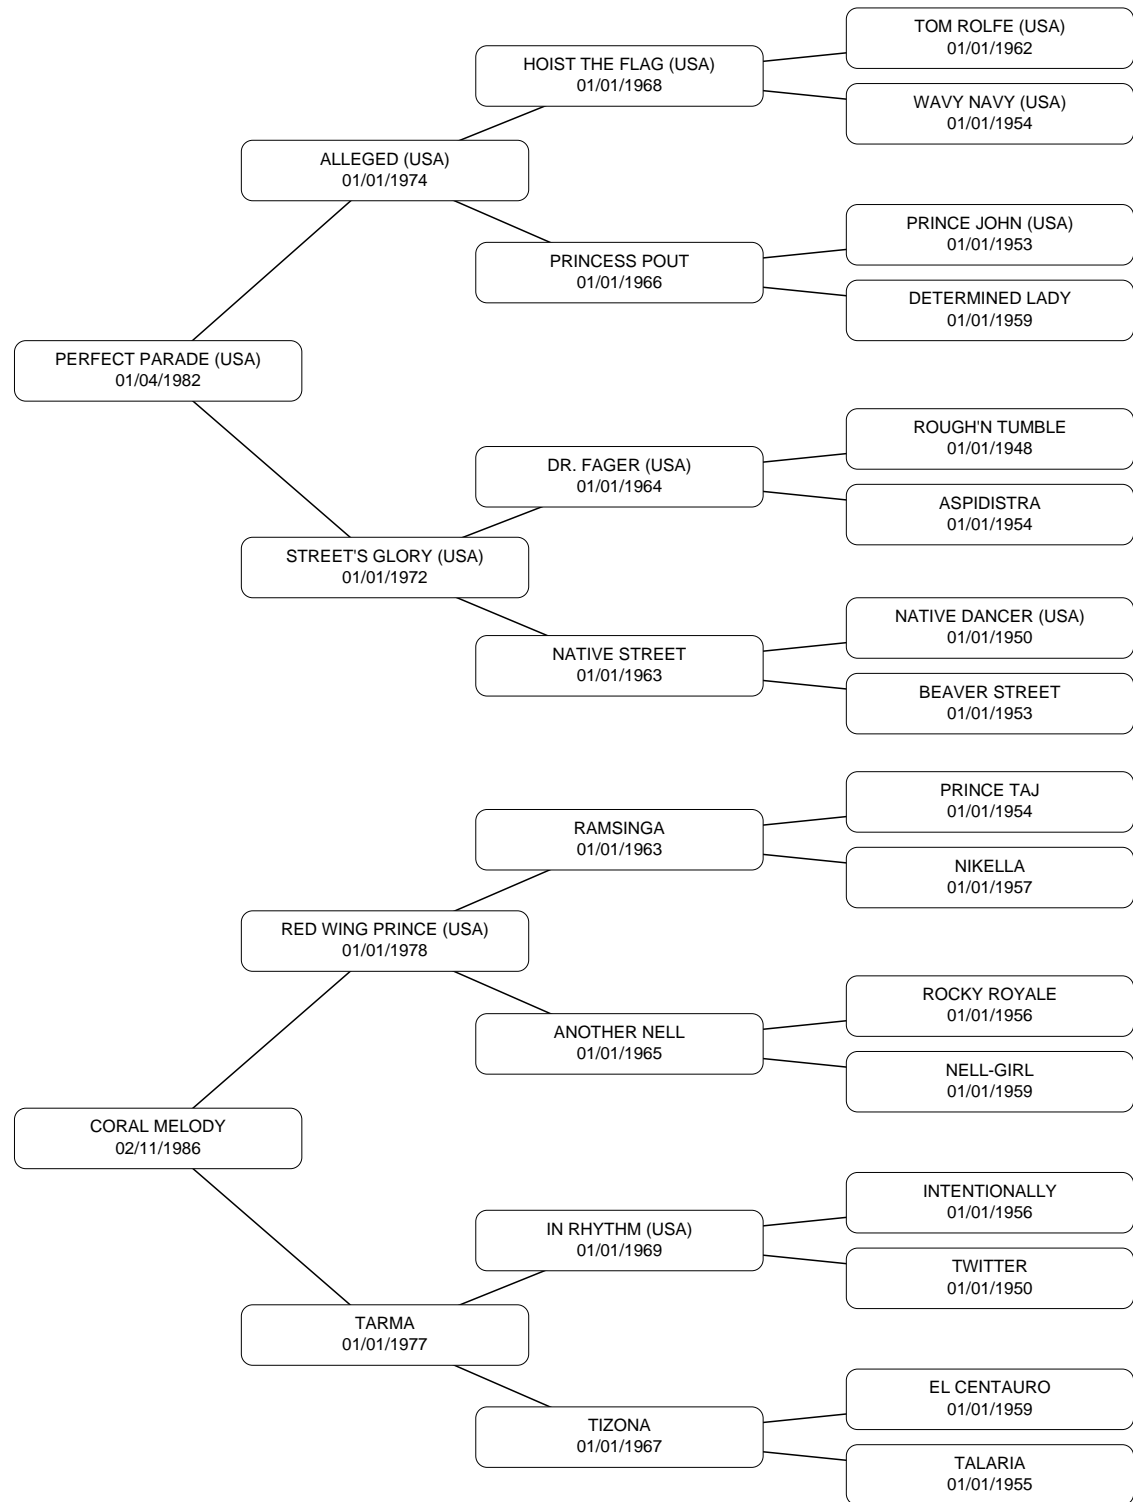 TOM ROLFE (USA)
01/01/1962
HOIST THE FLAG (USA)
01/01/1968
WAVY NAVY (USA)
01/01/1954
ALLEGED (USA)
01/01/1974
PRINCE JOHN (USA)
01/01/1953
PRINCESS POUT
01/01/1966
DETERMINED LADY
01/01/1959
PERFECT PARADE (USA)
01/04/1982
ROUGH'N TUMBLE
01/01/1948
DR. FAGER (USA)
01/01/1964
ASPIDISTRA
01/01/1954
STREET'S GLORY (USA)
01/01/1972
NATIVE DANCER (USA)
01/01/1950
NATIVE STREET
01/01/1963
BEAVER STREET
01/01/1953
PRINCE TAJ
01/01/1954
RAMSINGA
01/01/1963
NIKELLA
01/01/1957
RED WING PRINCE (USA)
01/01/1978
ROCKY ROYALE
01/01/1956
ANOTHER NELL
01/01/1965
NELL-GIRL
01/01/1959
CORAL MELODY
02/11/1986
INTENTIONALLY
01/01/1956
IN RHYTHM (USA)
01/01/1969
TWITTER
01/01/1950
TARMA
01/01/1977
EL CENTAURO
01/01/1959
TIZONA
01/01/1967
TALARIA
01/01/1955